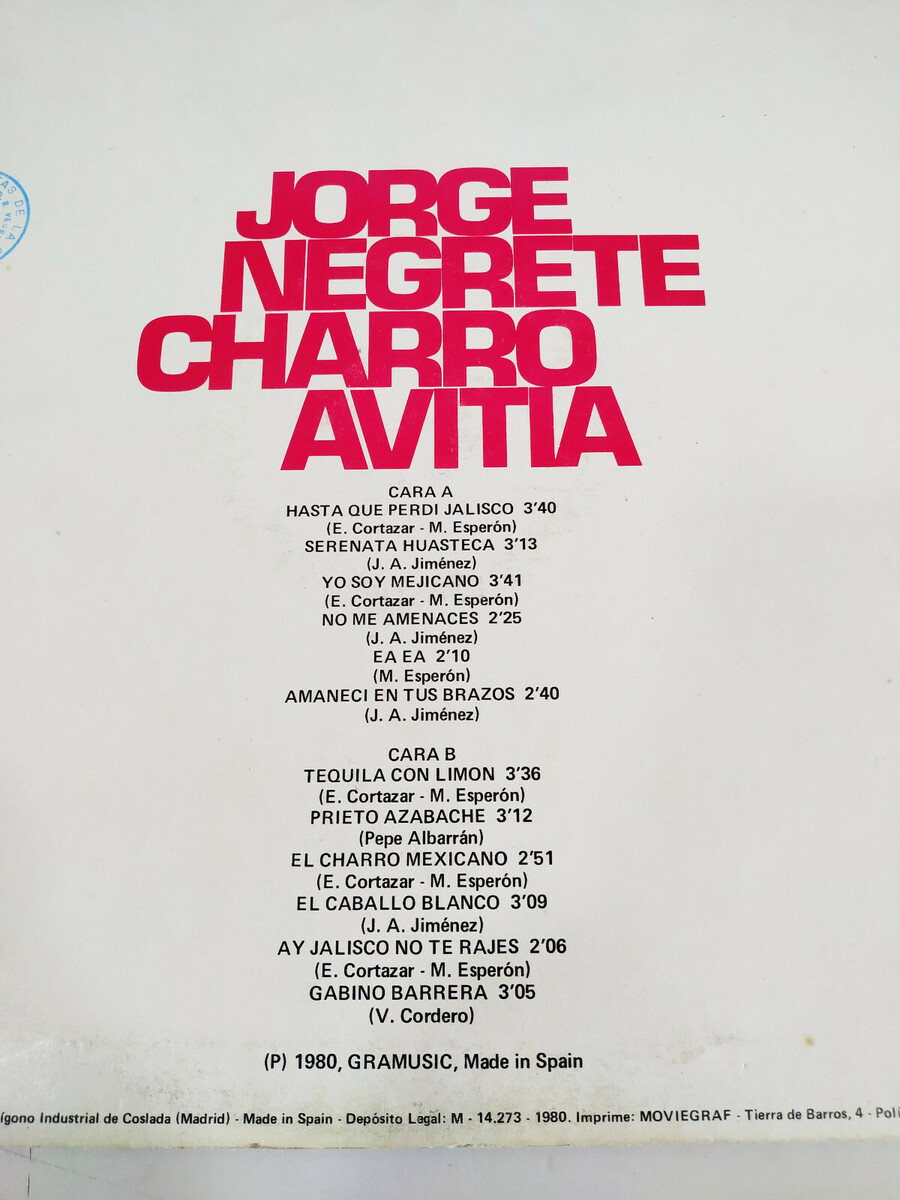 JORGE
NEGRETE
CHARRO
AVITIA
CARA A
HASTA QUE PERDI JALISCO 3'40
(E. Cortazar - M. Esperón)
SERENATA HUASTECA 3'13
(J. A. Jiménez)
YO SOY MEJICANO 3'41
(E. Cortazar - M. Esperón)
NO ME AMENACES 2'25
(J. A. Jiménez)
EA EA 2'10
(M. Esperón)
AMANECI EN TUS BRAZOS 2'40
(J. A. Jiménez)
CARA B
TEQUILA CON LIMON 3'36
(E. Cortazar - M. Esperón)
PRIETO AZABACHE 3'12
(Pepe Albarrán)
EL CHARRO MEXICANO 2'51
(E. Cortazar - M. Esperón)
EL CABALLO BLANCO 3'09
(J. A. Jiménez)
AY JALISCO NO TE RAJES 2'06
(E. Cortazar - M. Esperón)
GABINO BARRERA 3'05
(V. Cordero)
(P) 1980, GRAMUSIC, Made in Spain
ígono Industrial de Coslada (Madrid) - Made in Spain - Depósito Legal: M - 14.273 - 1980. Imprime: MOVIEGRAF - Tierra de Barros, 4 - Polí
DE LA